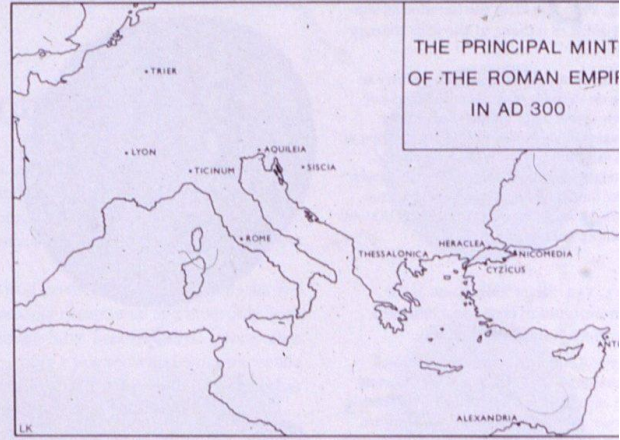 THE PRINCIPAL MINT
OF THE ROMAN EMPIR
IN AD 300
TRIER
LYON
AQUILEIA
TICINUM
SISCIA
ROME
HERACLEA
THESSALONICA
NICOMEDIA
CYZICUS
ANTI
ALEXANDRIA
LK